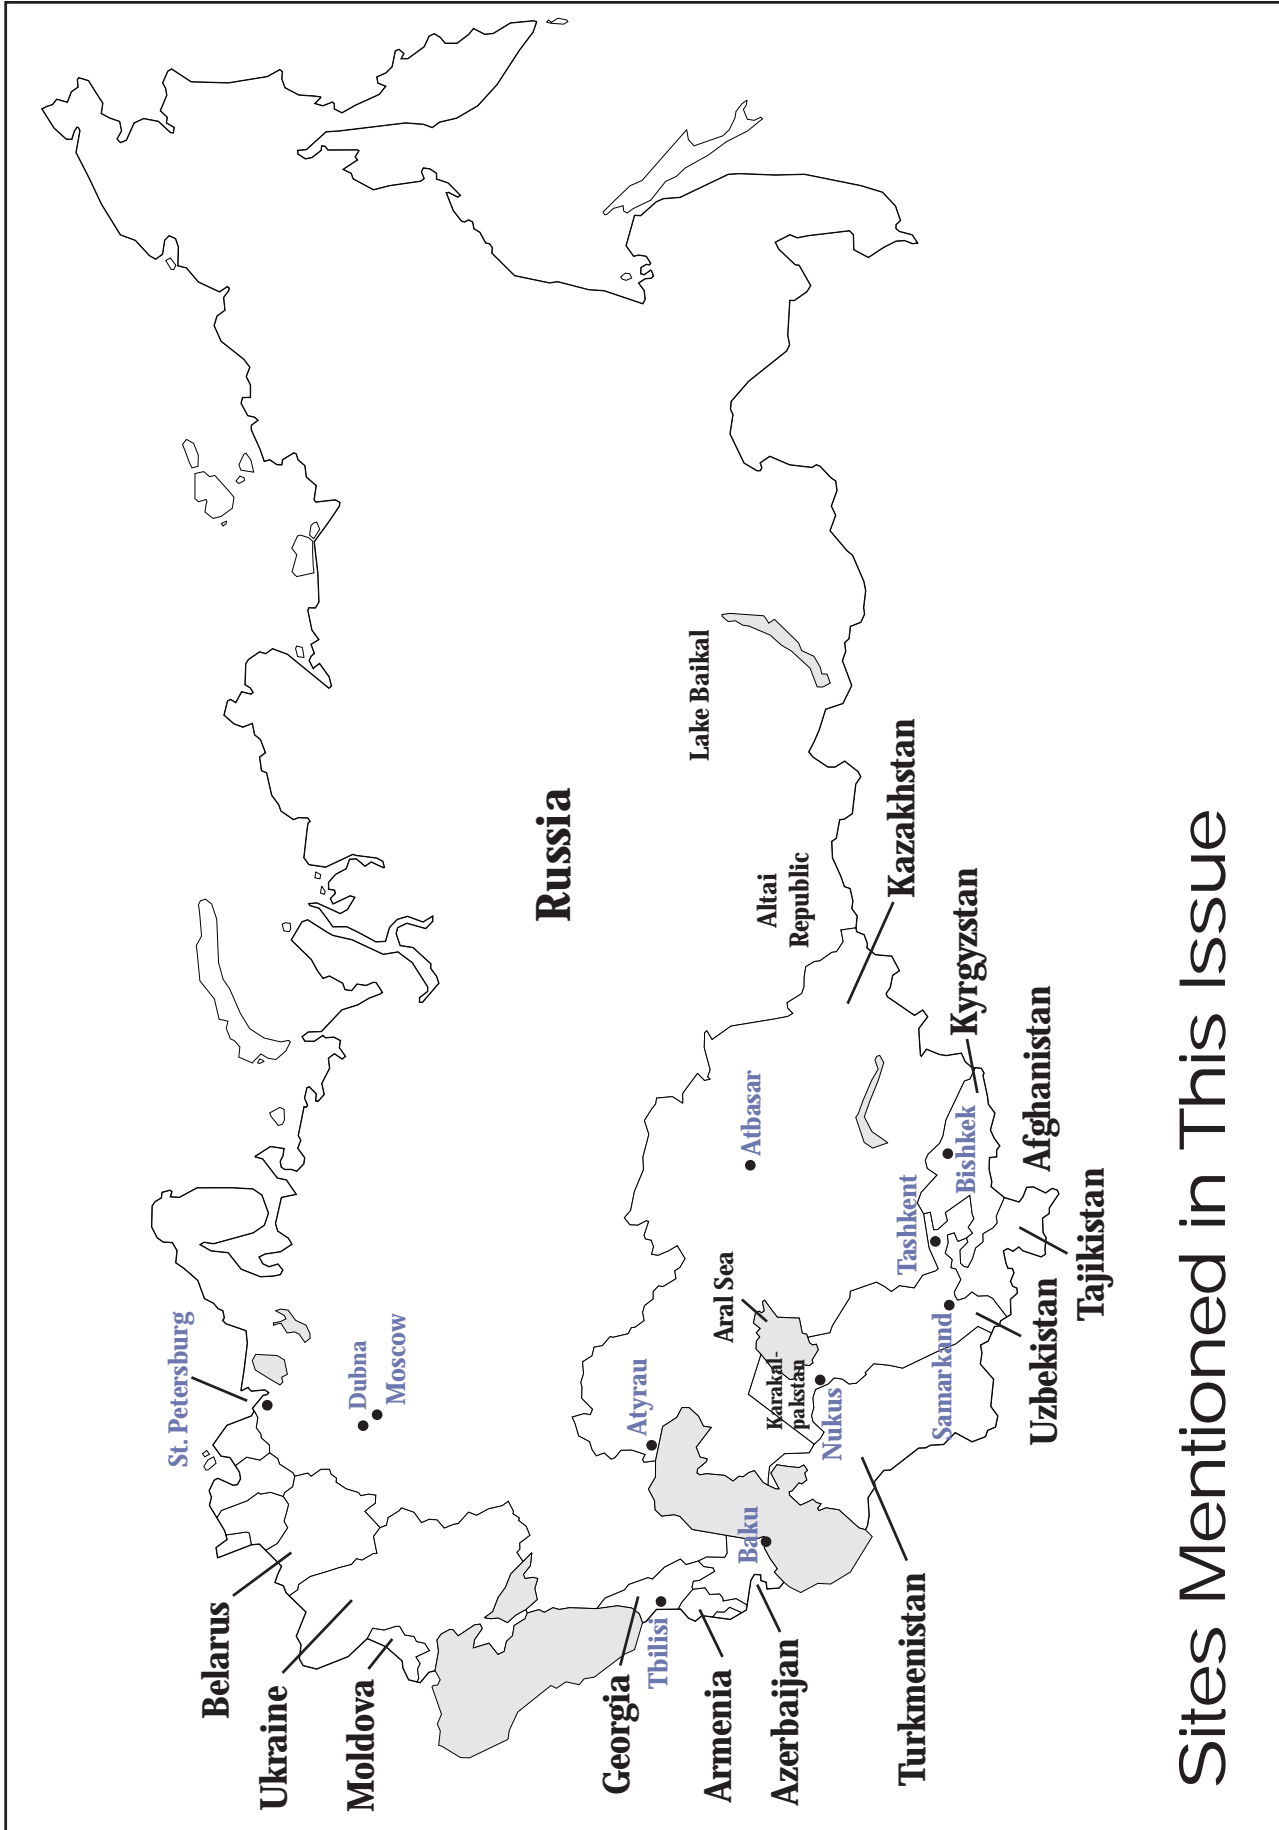 St. Petersburg
Dubna
Moscow
Belarus
Ukraine
Moldova
Russia
Lake Baikal
Altai
Republic
Kazakhstan
Kyrgyzstan
Afghanistan
Tajikistan
Uzbekistan
Atbasar
Bishkek
Tashkent
Samarkand
Aral Sea
Karakal-
pakstan
Nukus
Atyrau
Baku
Tbilisi
Georgia
Armenia
Azerbaijan
Turkmenistan
Sites Mentioned in This Issue